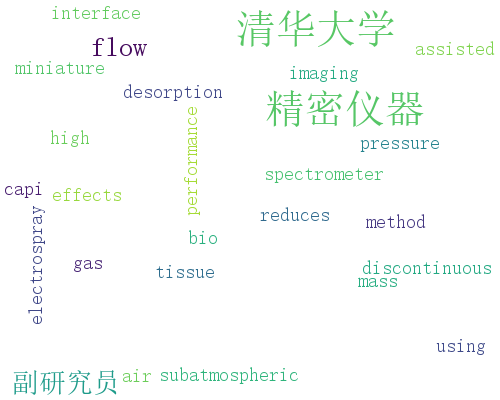 interface
清华大学
flow
assisted
miniature
imaging
desorption
精密仪器
performance
high
pressure
spectrometer
capi
effects
electrospray
reduces
method
bio
gas
tissue
discontinuous
mass
using
副研究员
air
subatmospheric